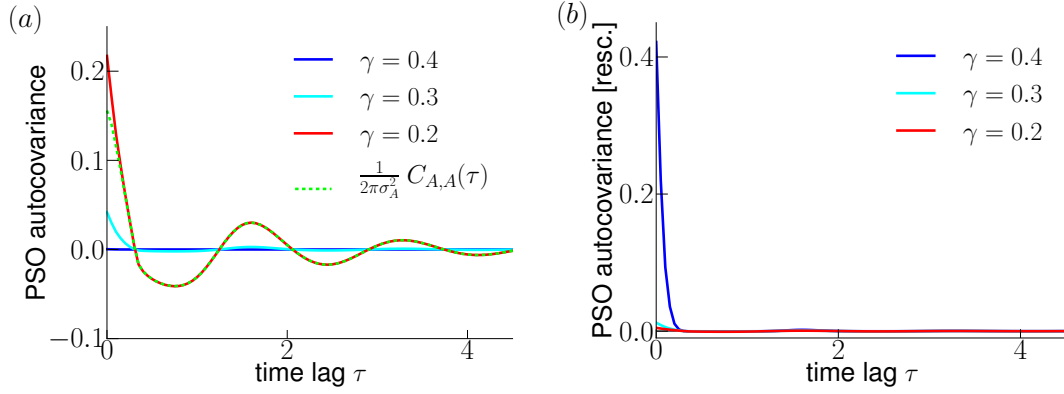 (a)
PSO autocovariance
0.2
0.1
0.0
−0.1
0
2
4
time lag τ
γ = 0.4
γ = 0.3
γ = 0.2
1/(2πσ_A^2) C_{A,A}(τ)
(b)
PSO autocovariance [resc.]
0.4
0.2
0.0
0
2
4
time lag τ
γ = 0.4
γ = 0.3
γ = 0.2